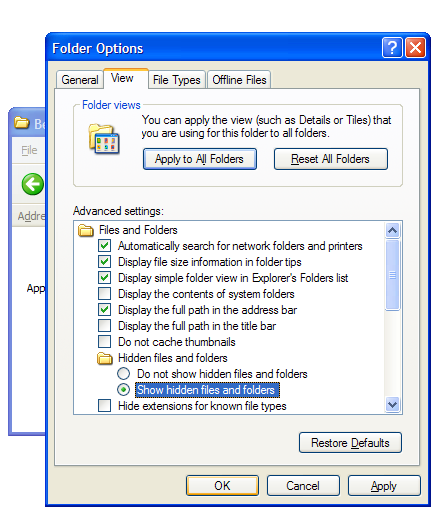 Folder Options
Be
File
Addre
App
General View File Types Offline Files
Folder views
You can apply the view (such as Details or Tiles) that
you are using for this folder to all folders.
Apply to All Folders Reset All Folders
Advanced settings:
Files and Folders
Automatically search for network folders and printers
Display file size information in folder tips
Display simple folder view in Explorer's Folders list
Display the contents of system folders
Display the full path in the address bar
Display the full path in the title bar
Do not cache thumbnails
Hidden files and folders
Do not show hidden files and folders
Show hidden files and folders
Hide extensions for known file types
Restore Defaults
OK Cancel Apply